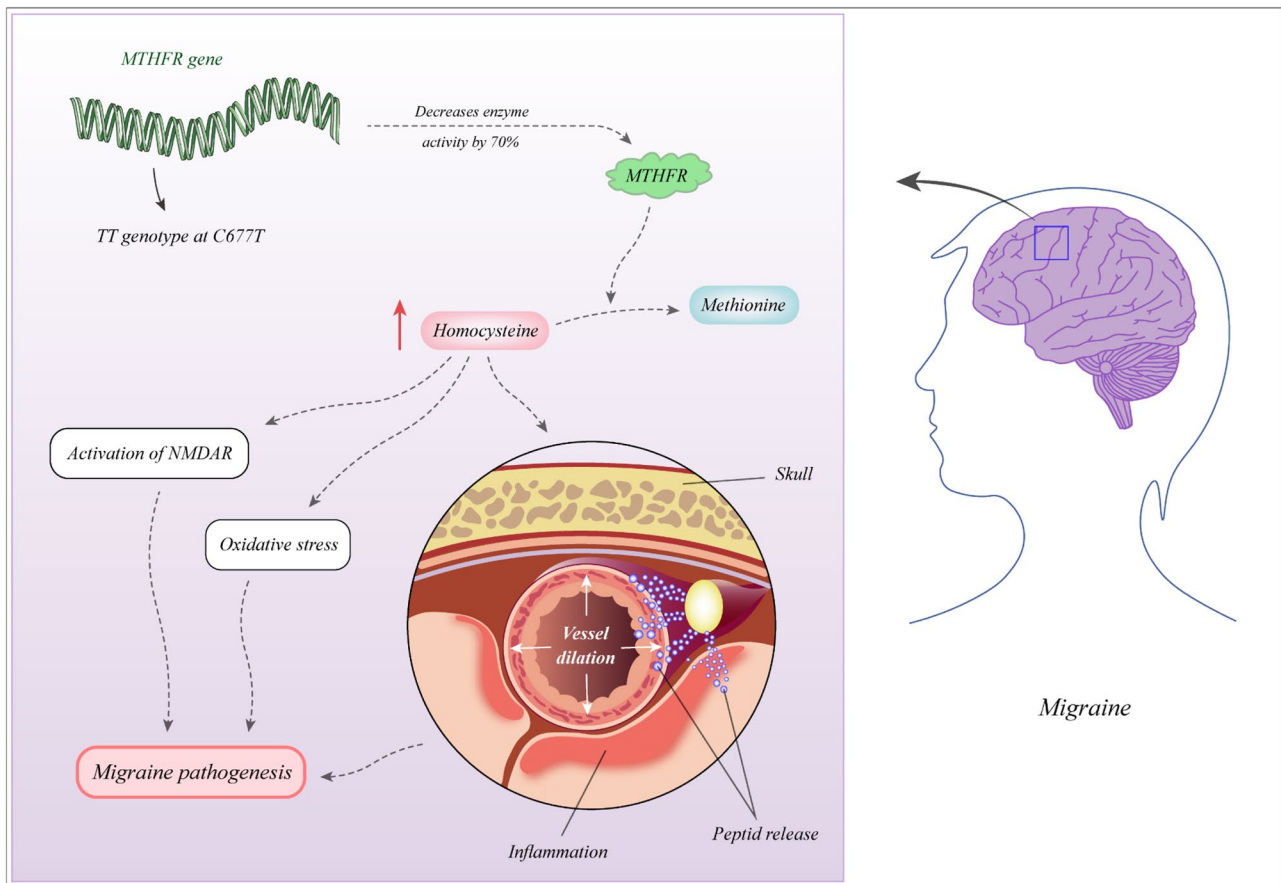 MTHFR gene
Decreases enzyme
activity by 70%
MTHFR
TT genotype at C677T
Homocysteine
Methionine
Activation of NMDAR
Oxidative stress
Skull
Vessel
dilation
Migraine pathogenesis
Inflammation
Peptid release
Migraine